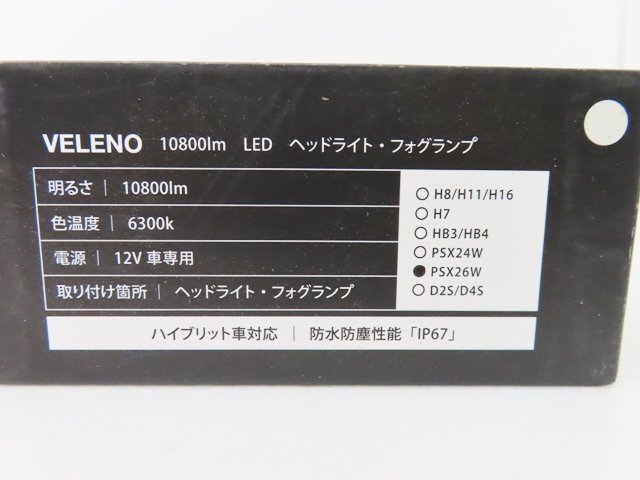 VELENO 10800lm LED ヘッドライト・フォグランプ
明るさ | 10800lm
色温度 | 6300k
電源 | 12V 車専用
取り付け箇所 | ヘッドライト・フォグランプ
○ H8/H11/H16
○ H7
○ HB3/HB4
○ PSX24W
● PSX26W
○ D2S/D4S
ハイブリット車対応 | 防水防塵性能「IP67」